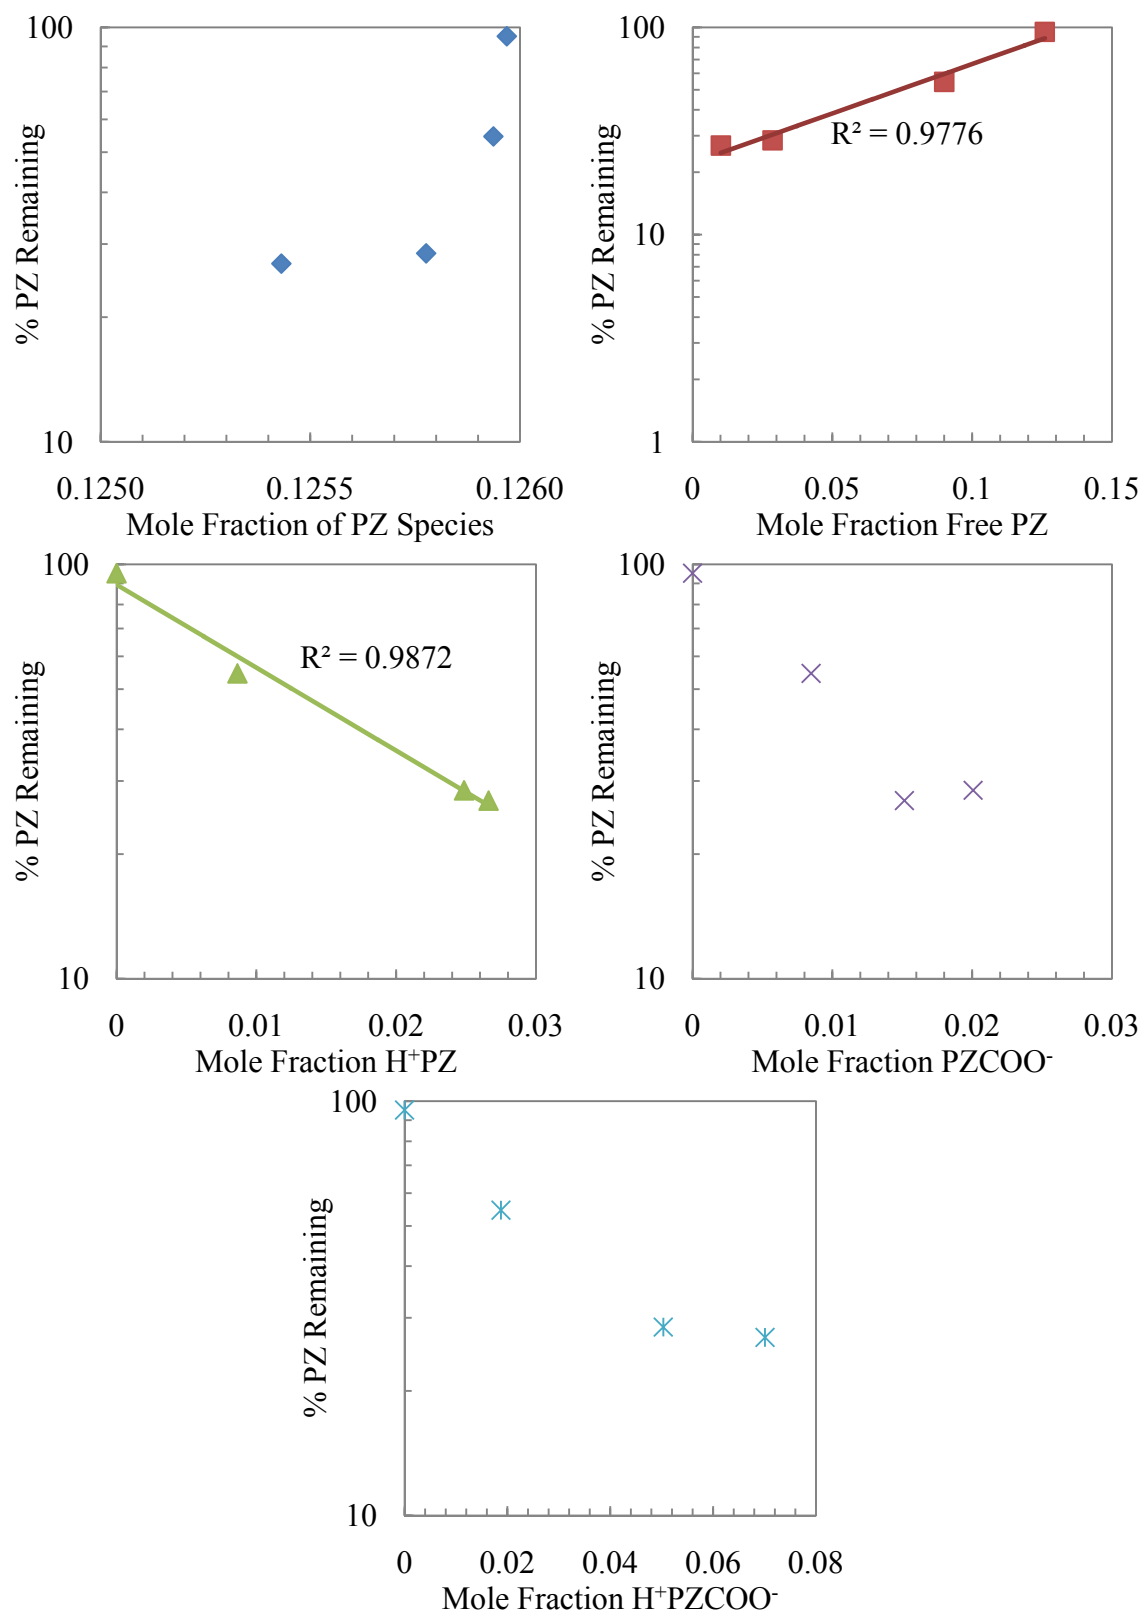 100
% PZ Remaining
10
0.1250 0.1255 0.1260
Mole Fraction of PZ Species
100
% PZ Remaining
R² = 0.9776
10
1
0 0.05 0.1 0.15
Mole Fraction Free PZ
100
% PZ Remaining
R² = 0.9872
10
0 0.01 0.02 0.03
Mole Fraction H⁺PZ
100
% PZ Remaining
10
0 0.01 0.02 0.03
Mole Fraction PZCOO⁻
100
% PZ Remaining
10
0 0.02 0.04 0.06 0.08
Mole Fraction H⁺PZCOO⁻